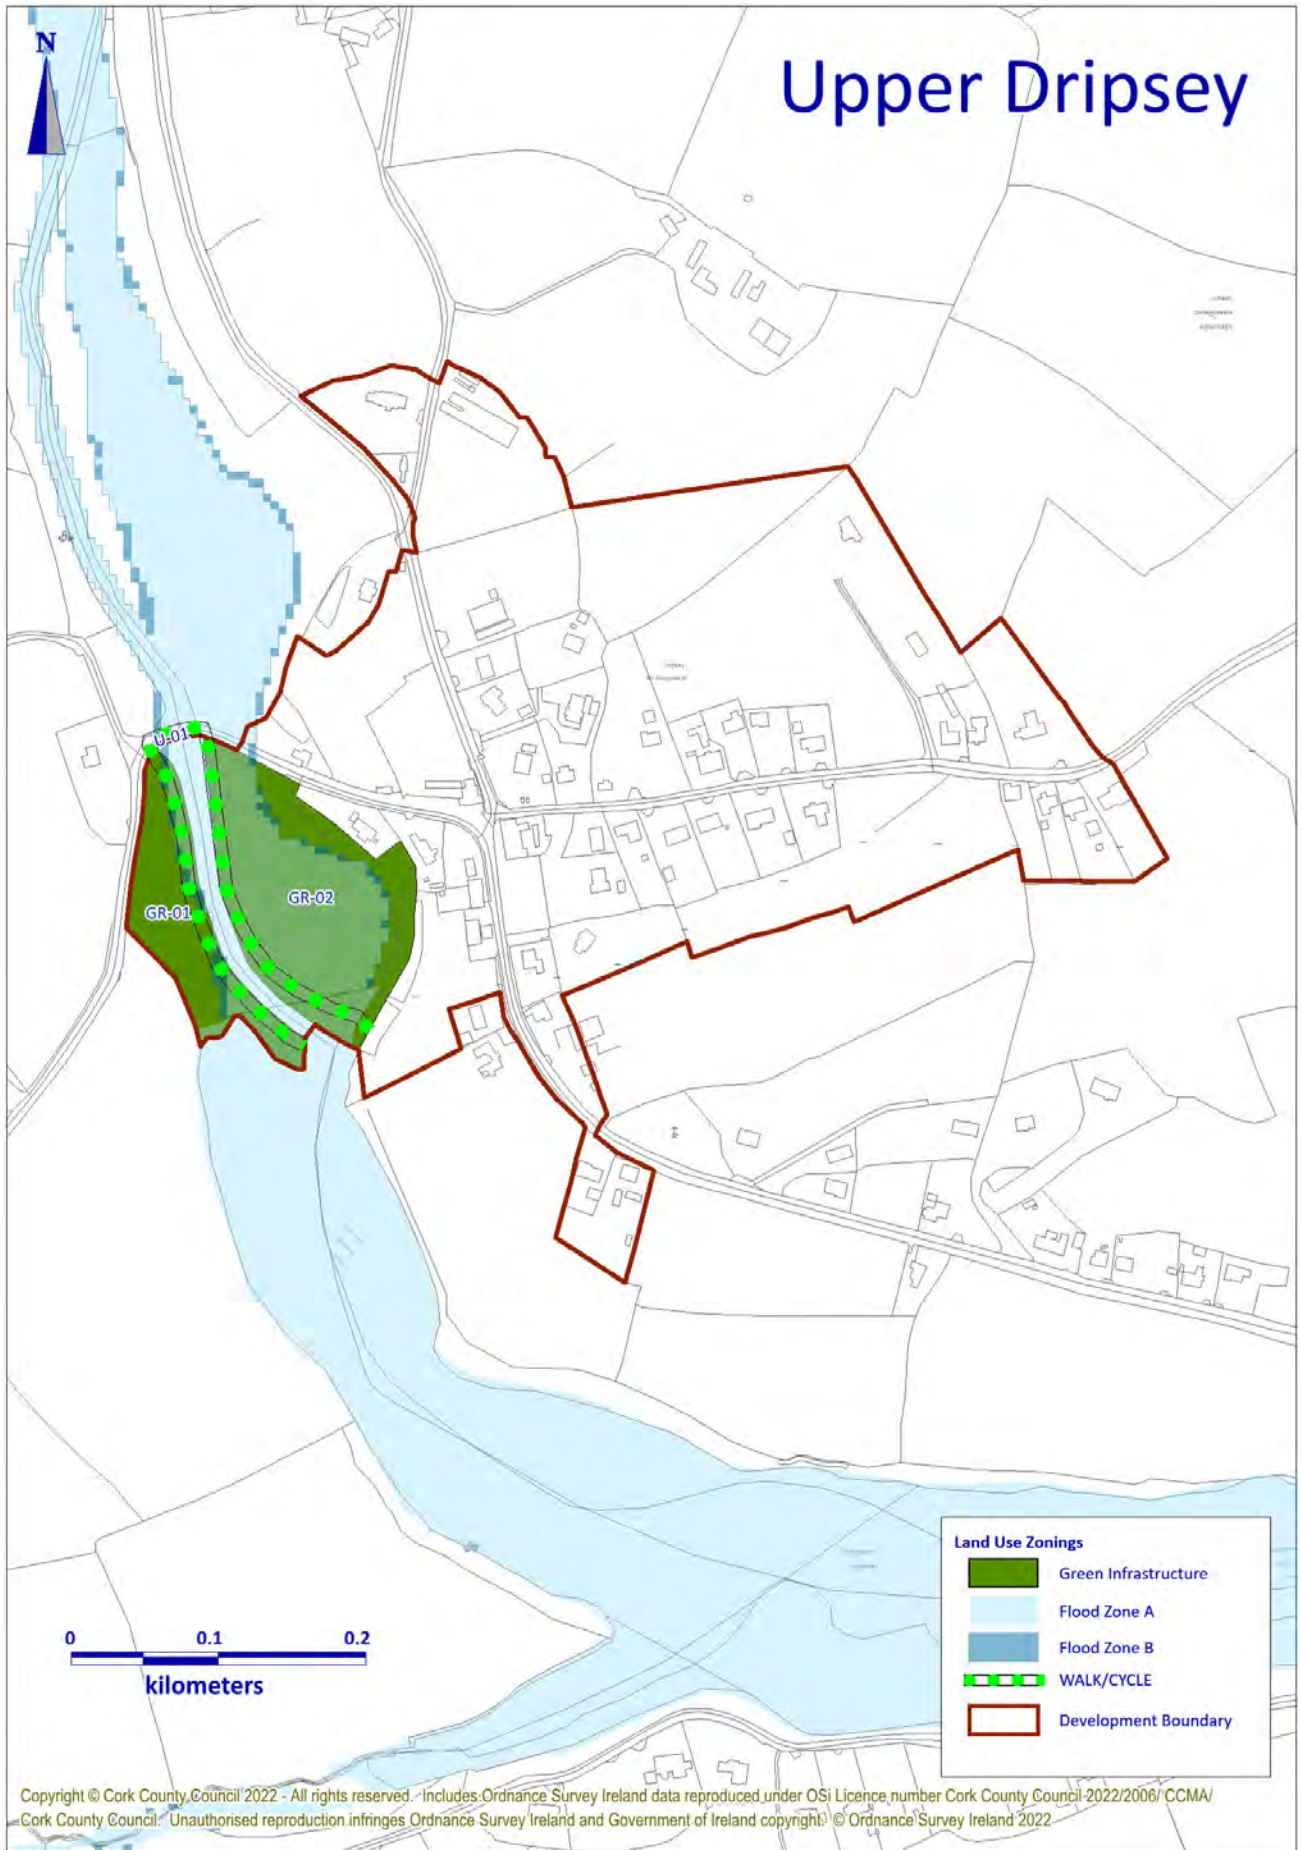 N
Upper Dripsey
U-01
GR-02
GR-01
Land Use Zonings
Green Infrastructure
Flood Zone A
Flood Zone B
WALK/CYCLE
Development Boundary
0 0.1 0.2
kilometers
Copyright © Cork County Council 2022 - All rights reserved. Includes Ordnance Survey Ireland data reproduced under OSi Licence number Cork County Council 2022/2006/ CCMA/
Cork County Council. Unauthorised reproduction infringes Ordnance Survey Ireland and Government of Ireland copyright. © Ordnance Survey Ireland 2022